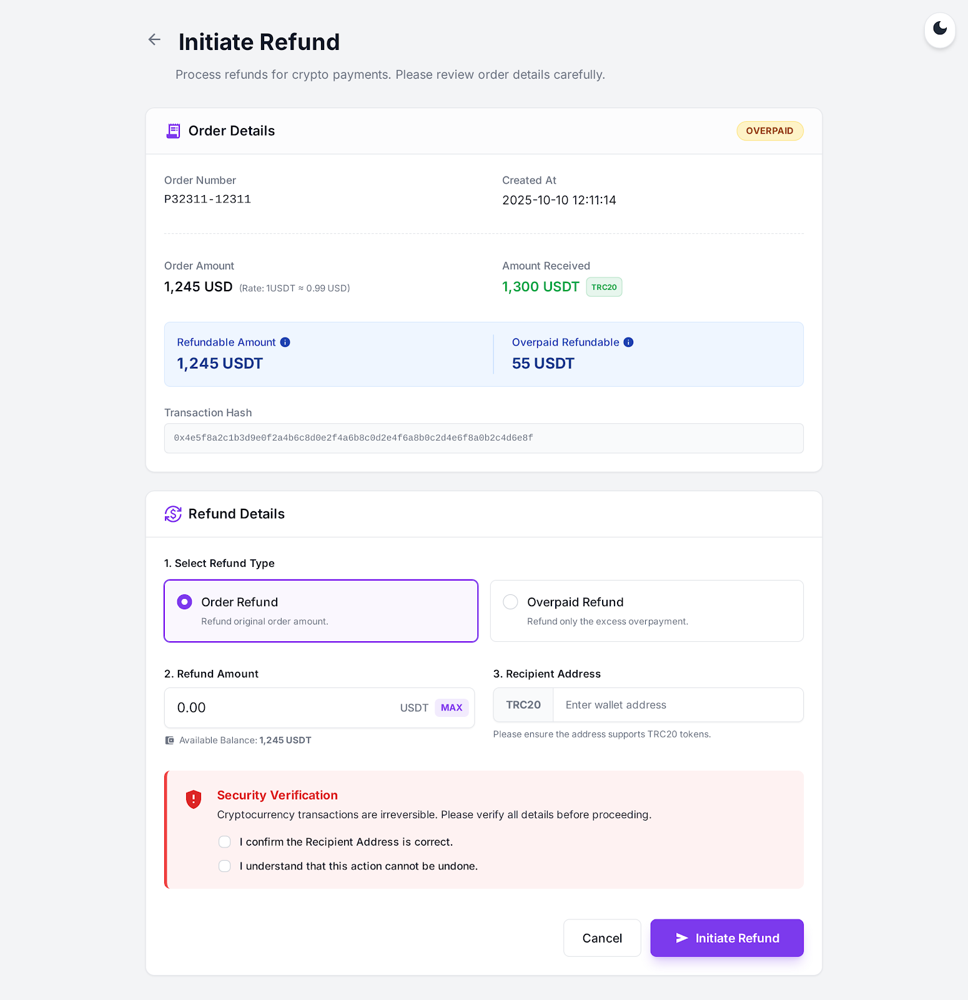 Initiate Refund
Process refunds for crypto payments. Please review order details carefully.
Order Details
OVERPAID
Order Number
P32311-12311
Created At
2025-10-10 12:11:14
Order Amount
1,245 USD (Rate: 1USDT ≈ 0.99 USD)
Amount Received
1,300 USDT TRC20
Refundable Amount
1,245 USDT
Overpaid Refundable
55 USDT
Transaction Hash
0x4e5f8a2c1b3d9e0f2a4b6c8d0e2f4a6b8c0d2e4f6a8b0c2d4e6f8a0b2c4d6e8f
Refund Details
1. Select Refund Type
Order Refund
Refund original order amount.
Overpaid Refund
Refund only the excess overpayment.
2. Refund Amount
0.00 USDT MAX
Available Balance: 1,245 USDT
3. Recipient Address
TRC20 Enter wallet address
Please ensure the address supports TRC20 tokens.
Security Verification
Cryptocurrency transactions are irreversible. Please verify all details before proceeding.
I confirm the Recipient Address is correct.
I understand that this action cannot be undone.
Cancel
Initiate Refund